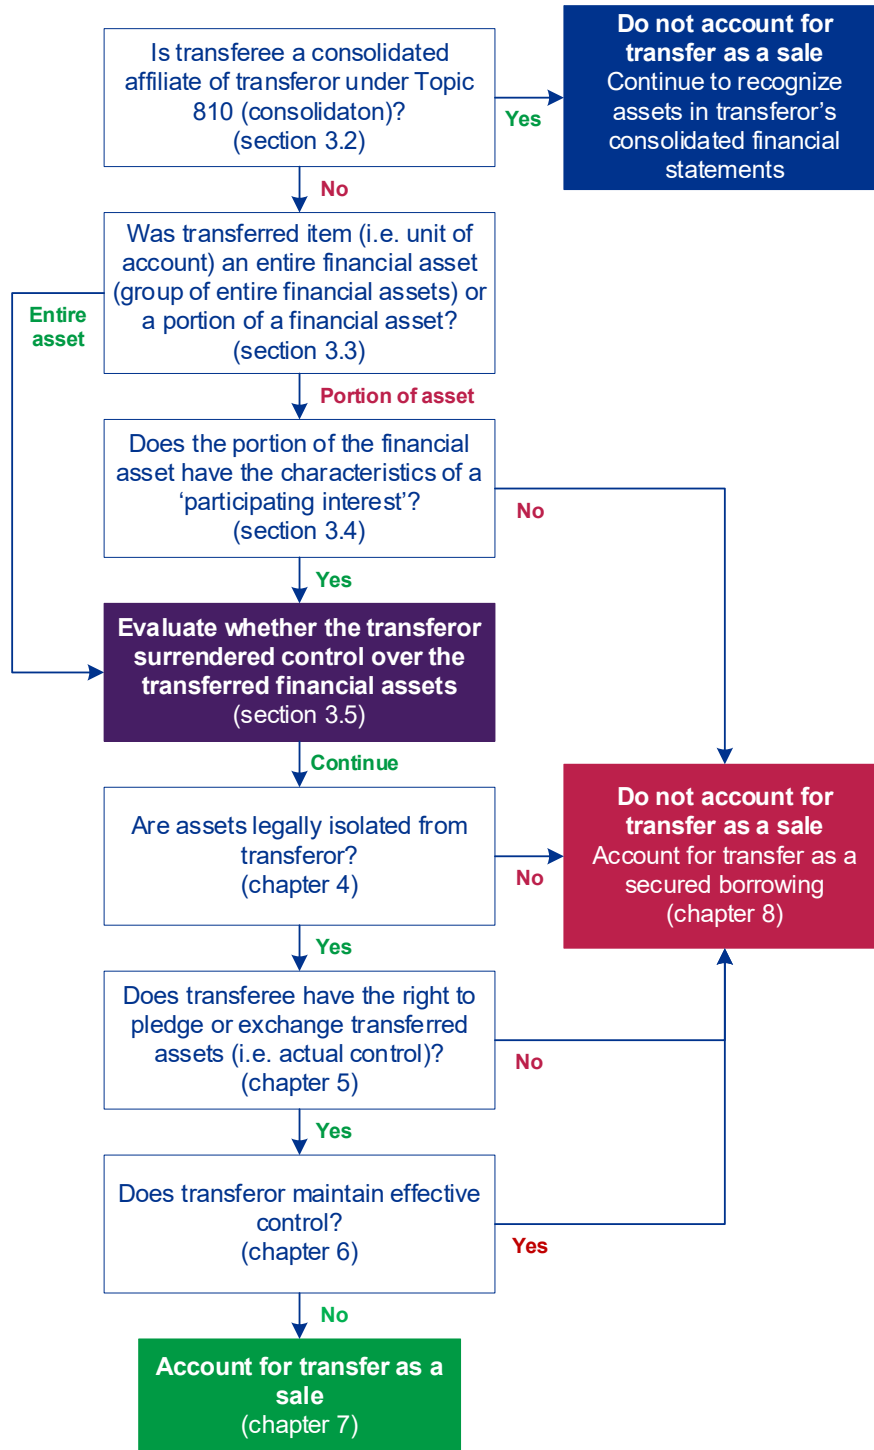 Is transferee a consolidated
affiliate of transferor under Topic
810 (consolidaton)?
(section 3.2)
Yes
Do not account for
transfer as a sale
Continue to recognize
assets in transferor's
consolidated financial
statements
No
Was transferred item (i.e. unit of
account) an entire financial asset
(group of entire financial assets) or
a portion of a financial asset?
(section 3.3)
Entire
asset
Portion of asset
Does the portion of the financial
asset have the characteristics of a
‘participating interest’?
(section 3.4)
No
Yes
Evaluate whether the transferor
surrendered control over the
transferred financial assets
(section 3.5)
Continue
Are assets legally isolated from
transferor?
(chapter 4)
No
Do not account for
transfer as a sale
Account for transfer as a
secured borrowing
(chapter 8)
Yes
Does transferee have the right to
pledge or exchange transferred
assets (i.e. actual control)?
(chapter 5)
No
Yes
Does transferor maintain effective
control?
(chapter 6)
Yes
No
Account for transfer as a
sale
(chapter 7)